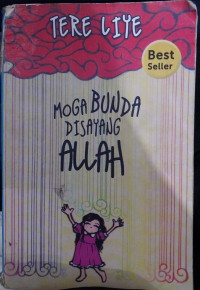 TERE LIYE
Best
Seller
MOGA BUNDA
DISAYANG
ALLAH